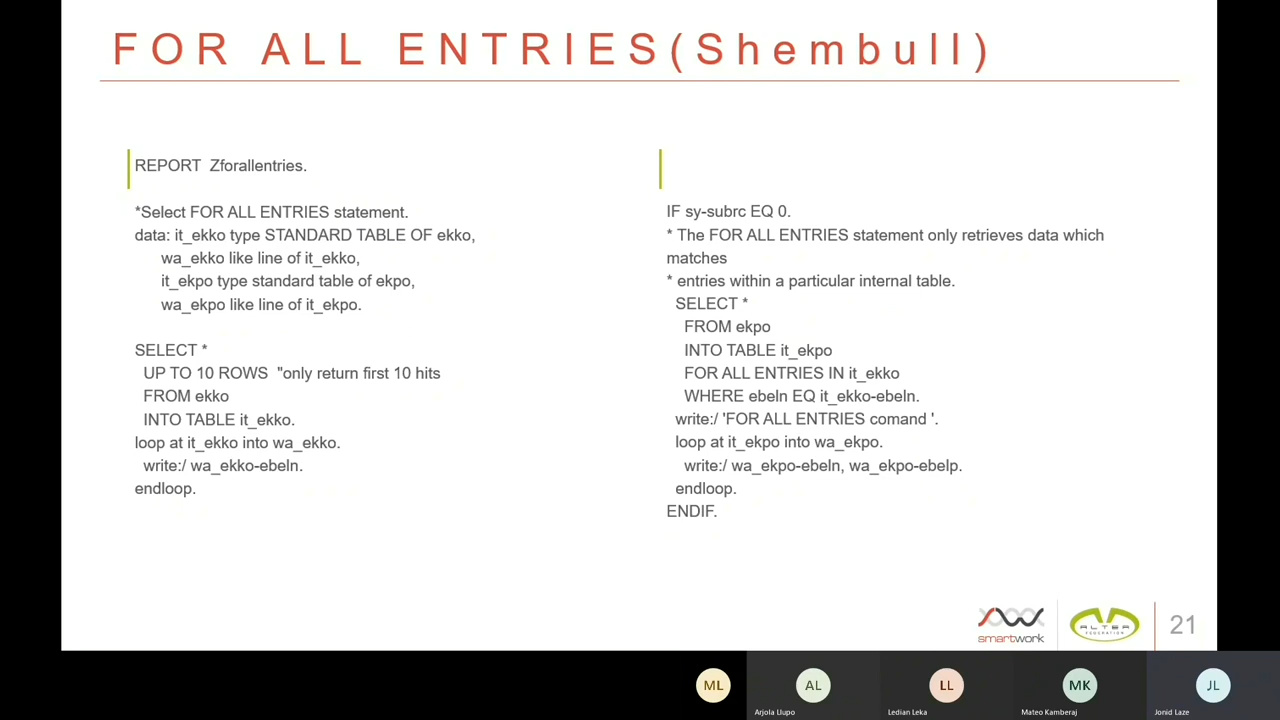 FOR ALL ENTRIES(Shembull)
REPORT Zforallentries.
*Select FOR ALL ENTRIES statement.
data: it_ekko type STANDARD TABLE OF ekko,
wa_ekko like line of it_ekko,
it_ekpo type standard table of ekpo,
wa_ekpo like line of it_ekpo.
SELECT *
UP TO 10 ROWS "only return first 10 hits
FROM ekko
INTO TABLE it_ekko.
loop at it_ekko into wa_ekko.
write:/ wa_ekko-ebeln.
endloop.
IF sy-subrc EQ 0.
* The FOR ALL ENTRIES statement only retrieves data which
matches
* entries within a particular internal table.
SELECT *
FROM ekpo
INTO TABLE it_ekpo
FOR ALL ENTRIES IN it_ekko
WHERE ebeln EQ it_ekko-ebeln.
write:/ 'FOR ALL ENTRIES comand '.
loop at it_ekpo into wa_ekpo.
write:/ wa_ekpo-ebeln, wa_ekpo-ebelp.
endloop.
ENDIF.
smartwork
ALTER
FEDERATION
21
ML
AL
LL
MK
JL
Arjola Llupo
Ledian Leka
Mateo Kamberaj
Jonid Laze